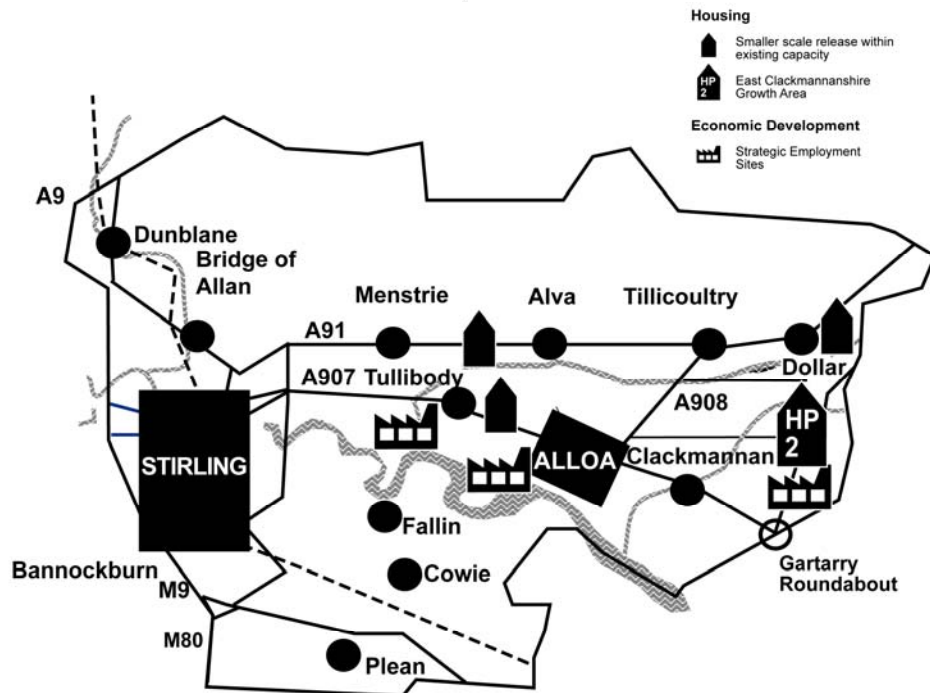 Housing
Smaller scale release within
existing capacity
HP
2
East Clackmannanshire
Growth Area
Economic Development
Strategic Employment
Sites
A9
Dunblane
Bridge of
Allan
Menstrie
Alva
Tillicoultry
A91
A907
Tullibody
Dollar
A908
HP
2
STIRLING
ALLOA
Clackmannan
Fallin
Gartarry
Roundabout
Bannockburn
Cowie
M9
M80
Plean